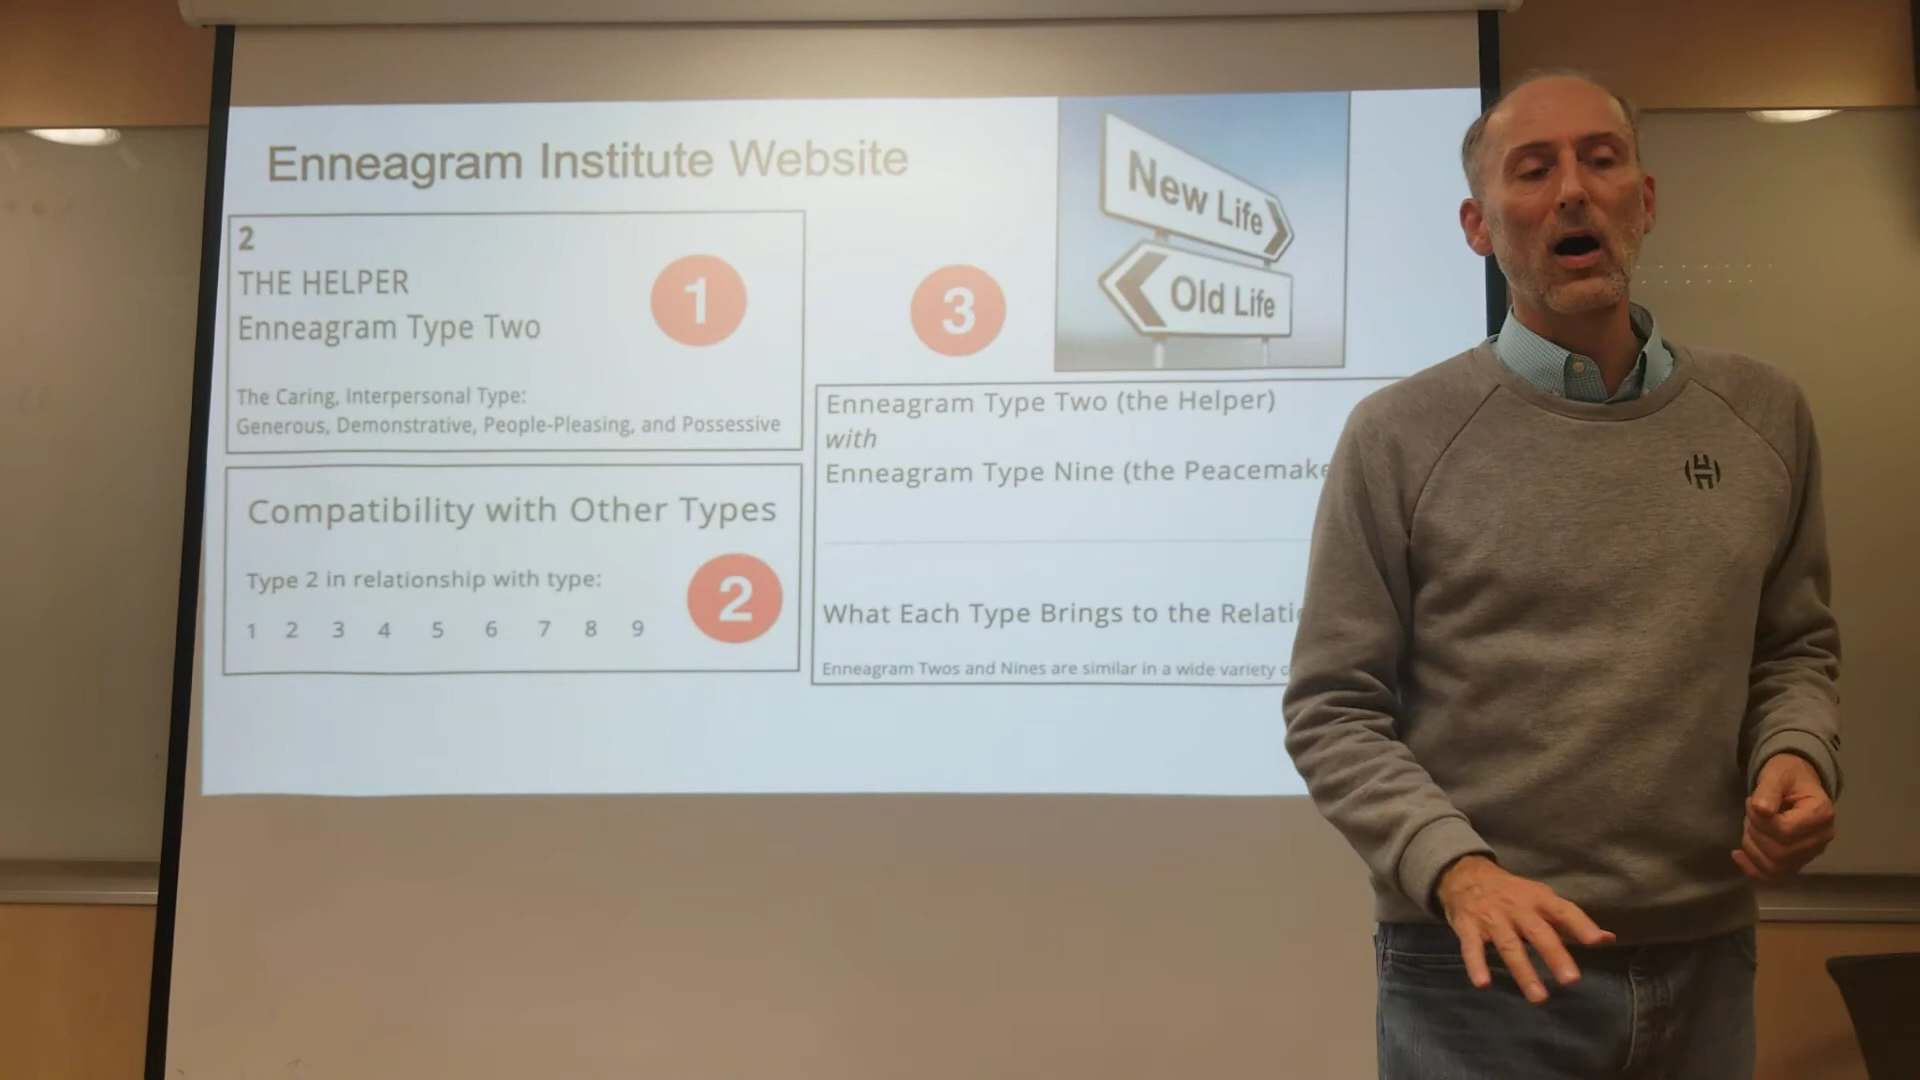 Enneagram Institute Website
2
THE HELPER
Enneagram Type Two
1
The Caring, Interpersonal Type:
Generous, Demonstrative, People-Pleasing, and Possessive
Compatibility with Other Types
Type 2 in relationship with type:
1 2 3 4 5 6 7 8 9
2
3
New Life
Old Life
Enneagram Type Two (the Helper)
with
Enneagram Type Nine (the Peacemake
What Each Type Brings to the Relati
Enneagram Twos and Nines are similar in a wide variety